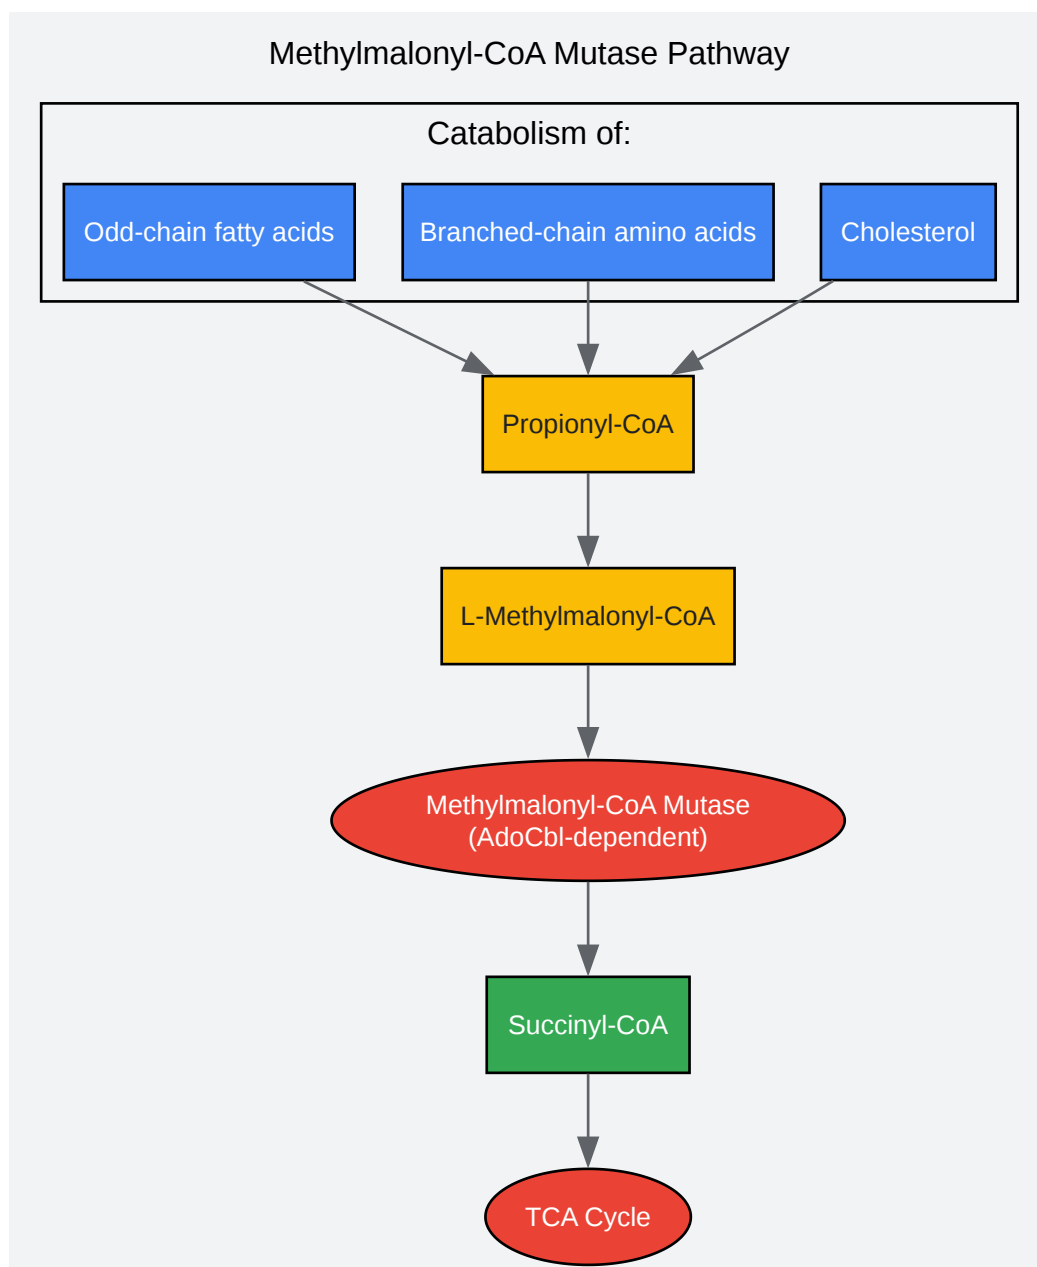 Methylmalonyl-CoA Mutase Pathway
Catabolism of:
Odd-chain fatty acids
Branched-chain amino acids
Cholesterol
Propionyl-CoA
L-Methylmalonyl-CoA
Methylmalonyl-CoA Mutase
(AdoCbl-dependent)
Succinyl-CoA
TCA Cycle